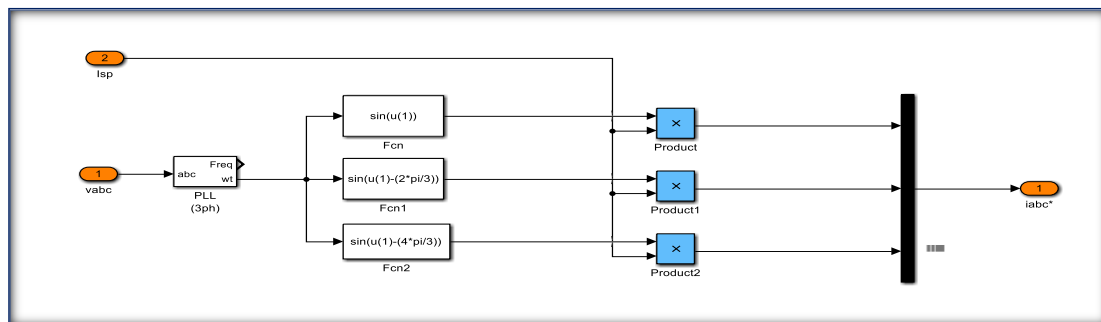 2
Isp
sin(u(1))
Fcn
×
Product
1
vabc
abc
Freq
wt
PLL
(3ph)
sin(u(1)-(2*pi/3))
Fcn1
×
Product1
1
iabc*
sin(u(1)-(4*pi/3))
Fcn2
×
Product2